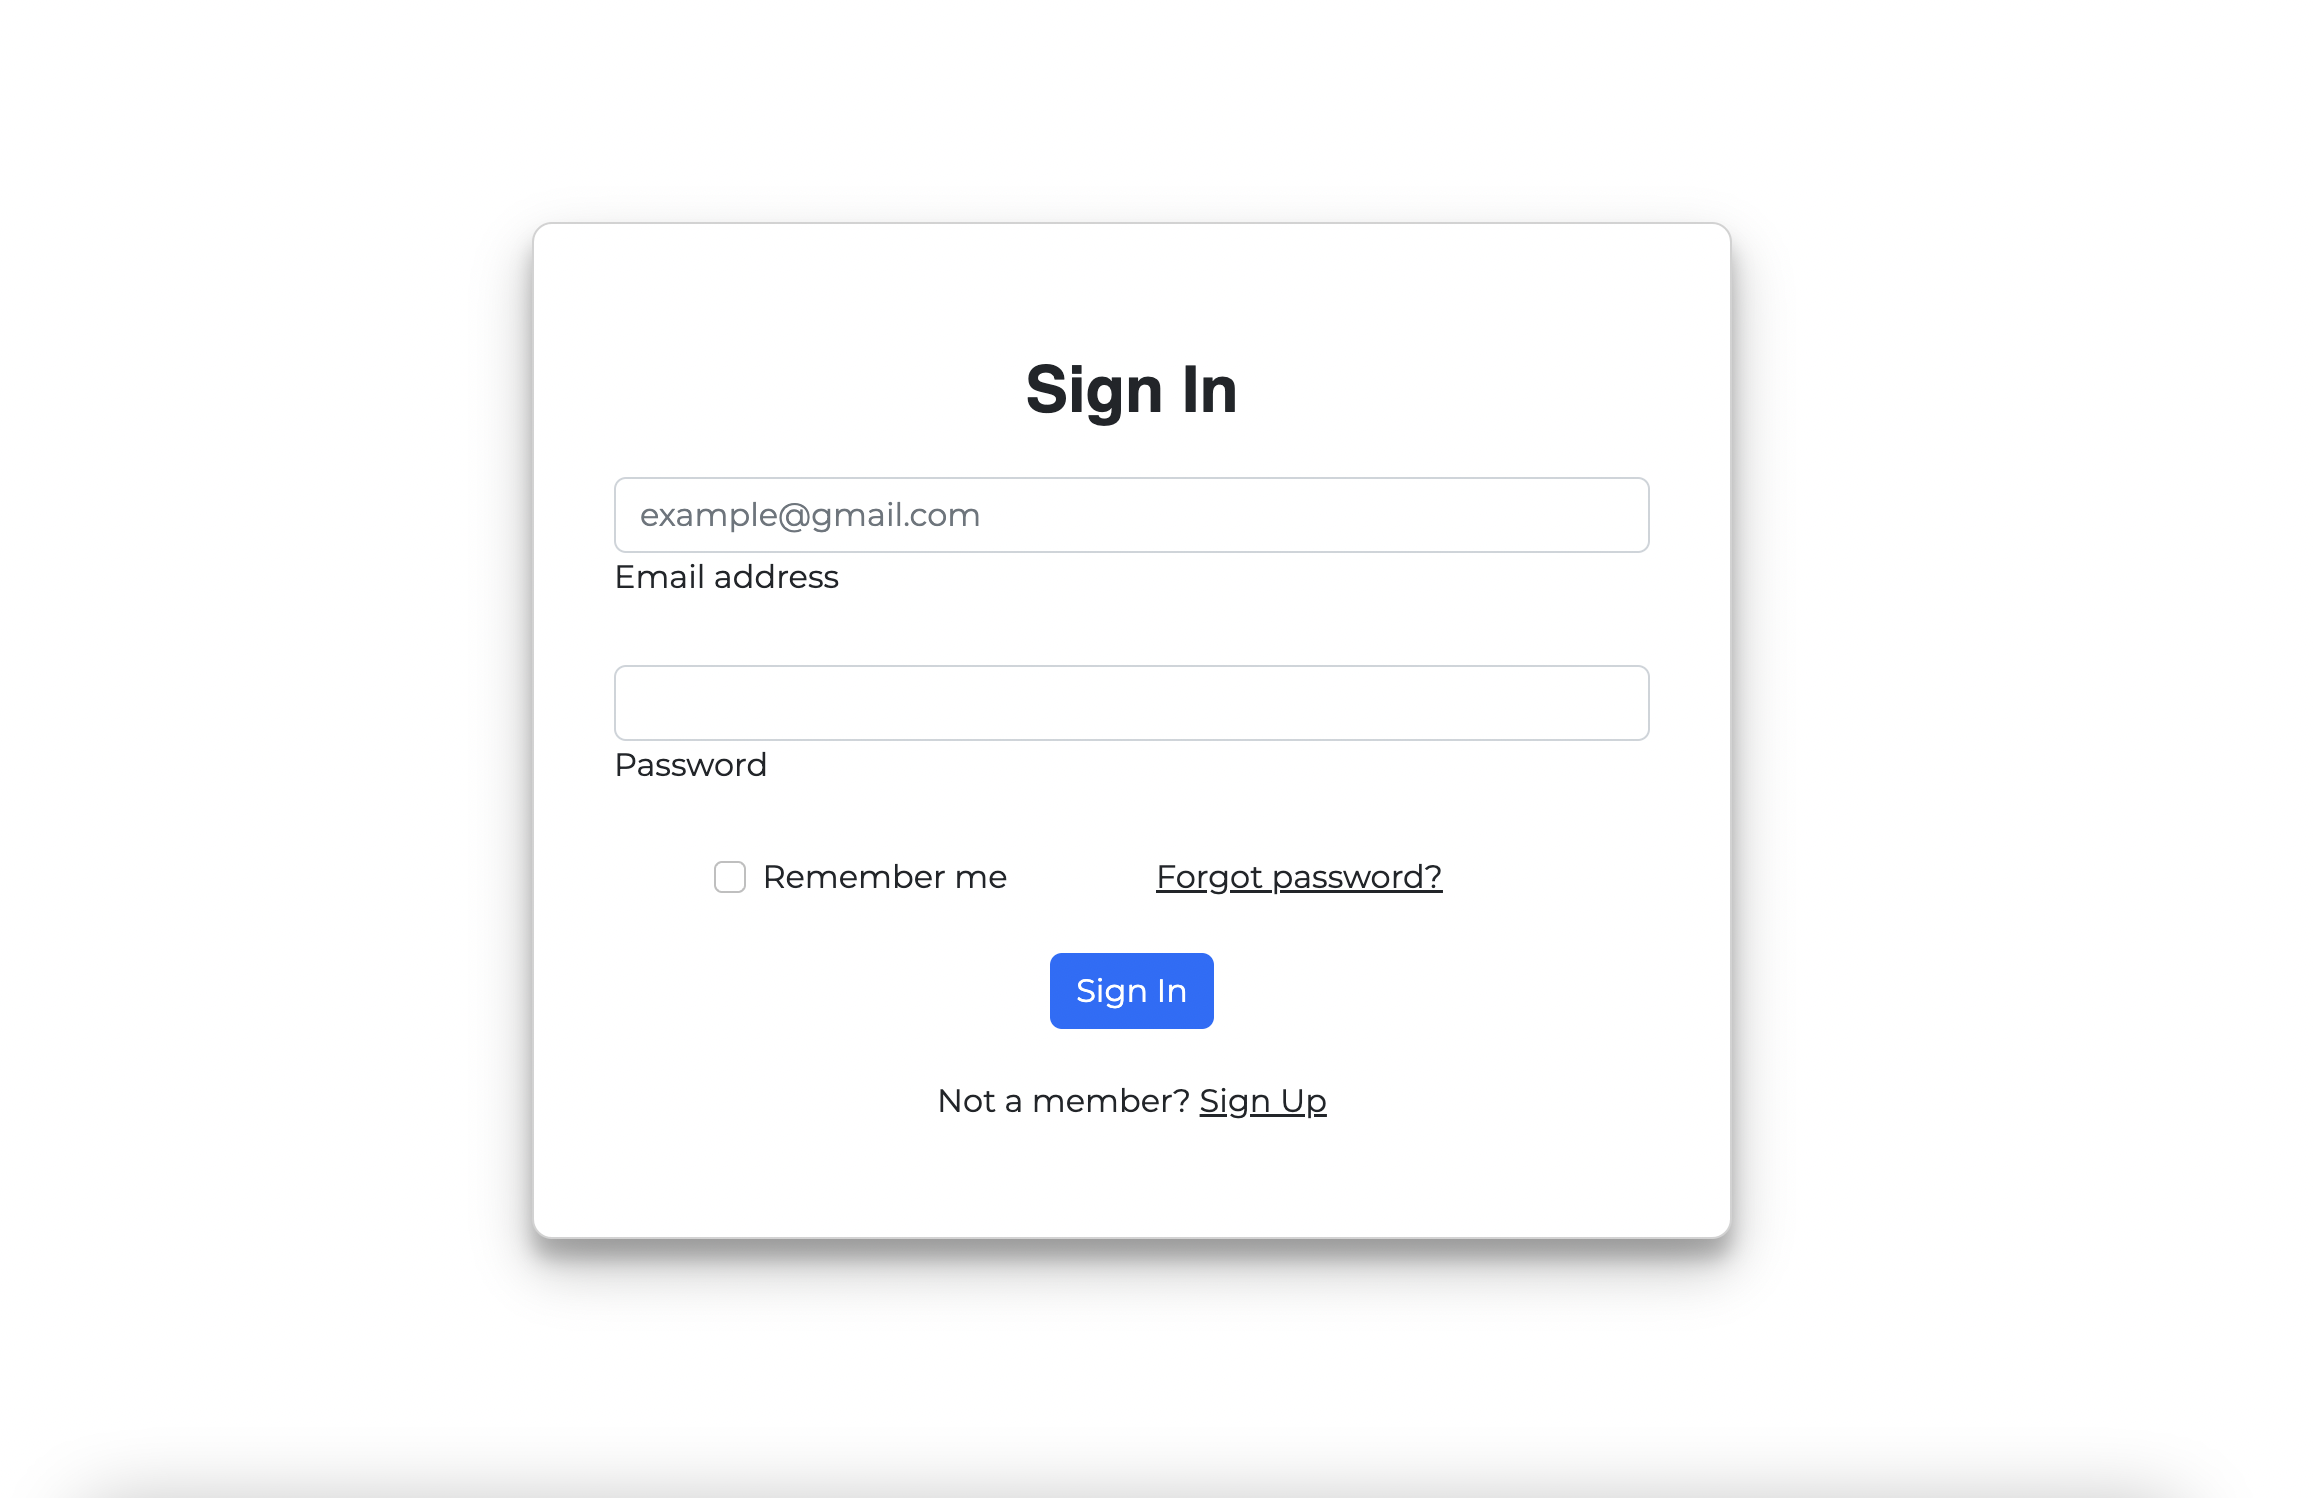 Sign In
example@gmail.com
Email address
Password
Remember me Forgot password?
Sign In
Not a member? Sign Up